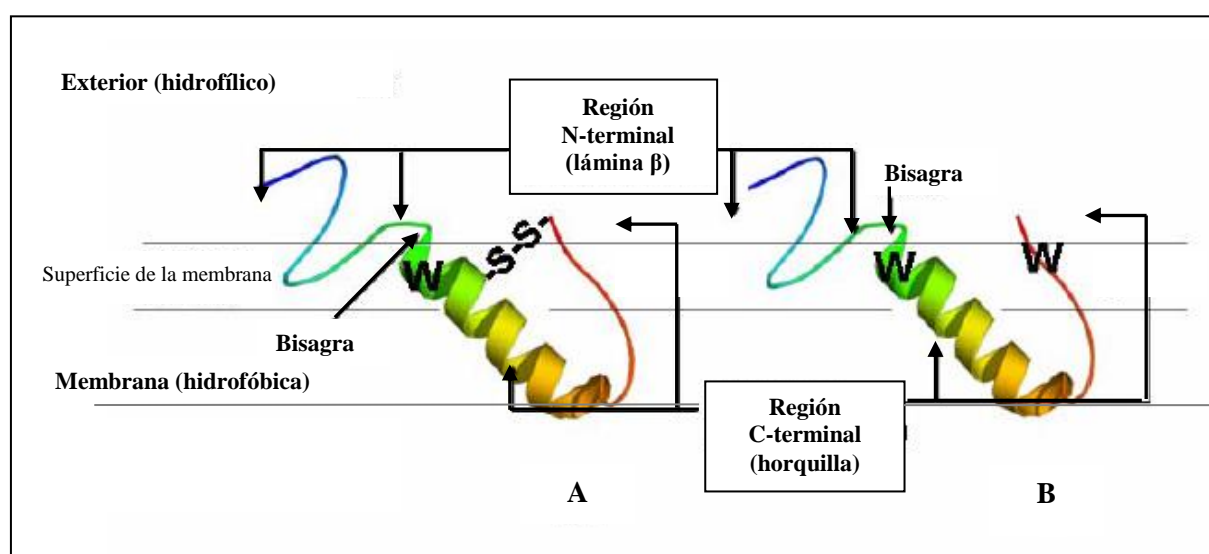 Exterior (hidrofílico)
Región
N-terminal
(lámina β)
Bisagra
-S-S-
W
W
W
Superficie de la membrana
Bisagra
Membrana (hidrofóbica)
Región
C-terminal
(horquilla)
A
B